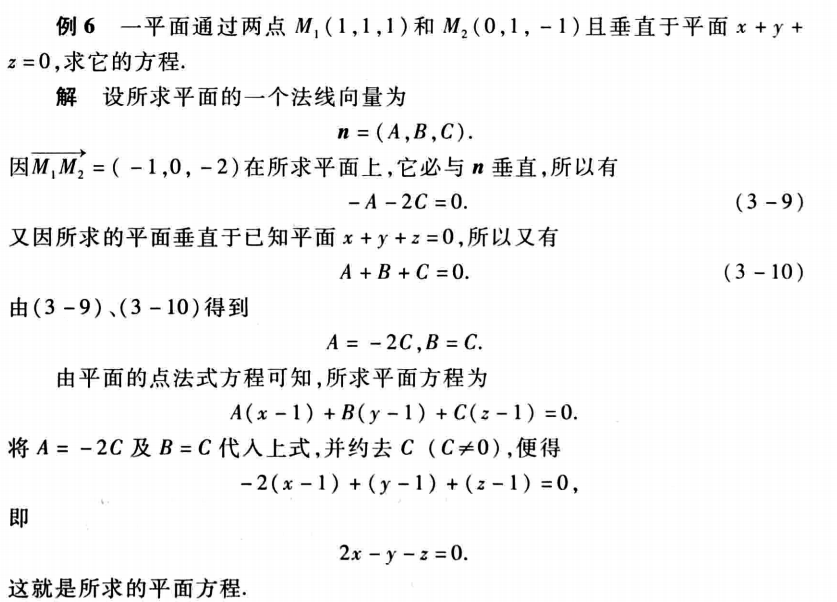 例6 一平面通过两点 M₁(1,1,1)和 M₂(0,1,-1)且垂直于平面 x+y+
z=0,求它的方程.
解 设所求平面的一个法线向量为
n=(A,B,C).
因$\overrightarrow{M_1M_2}$=(-1,0,-2)在所求平面上,它必与 n 垂直,所以有
-A-2C=0. (3-9)
又因所求的平面垂直于已知平面 x+y+z=0,所以又有
A+B+C=0. (3-10)
由(3-9)、(3-10)得到
A=-2C,B=C.
由平面的点法式方程可知,所求平面方程为
A(x-1)+B(y-1)+C(z-1)=0.
将 A=-2C 及 B=C 代入上式,并约去 C (C≠0),便得
-2(x-1)+(y-1)+(z-1)=0,
即
2x-y-z=0.
这就是所求的平面方程.